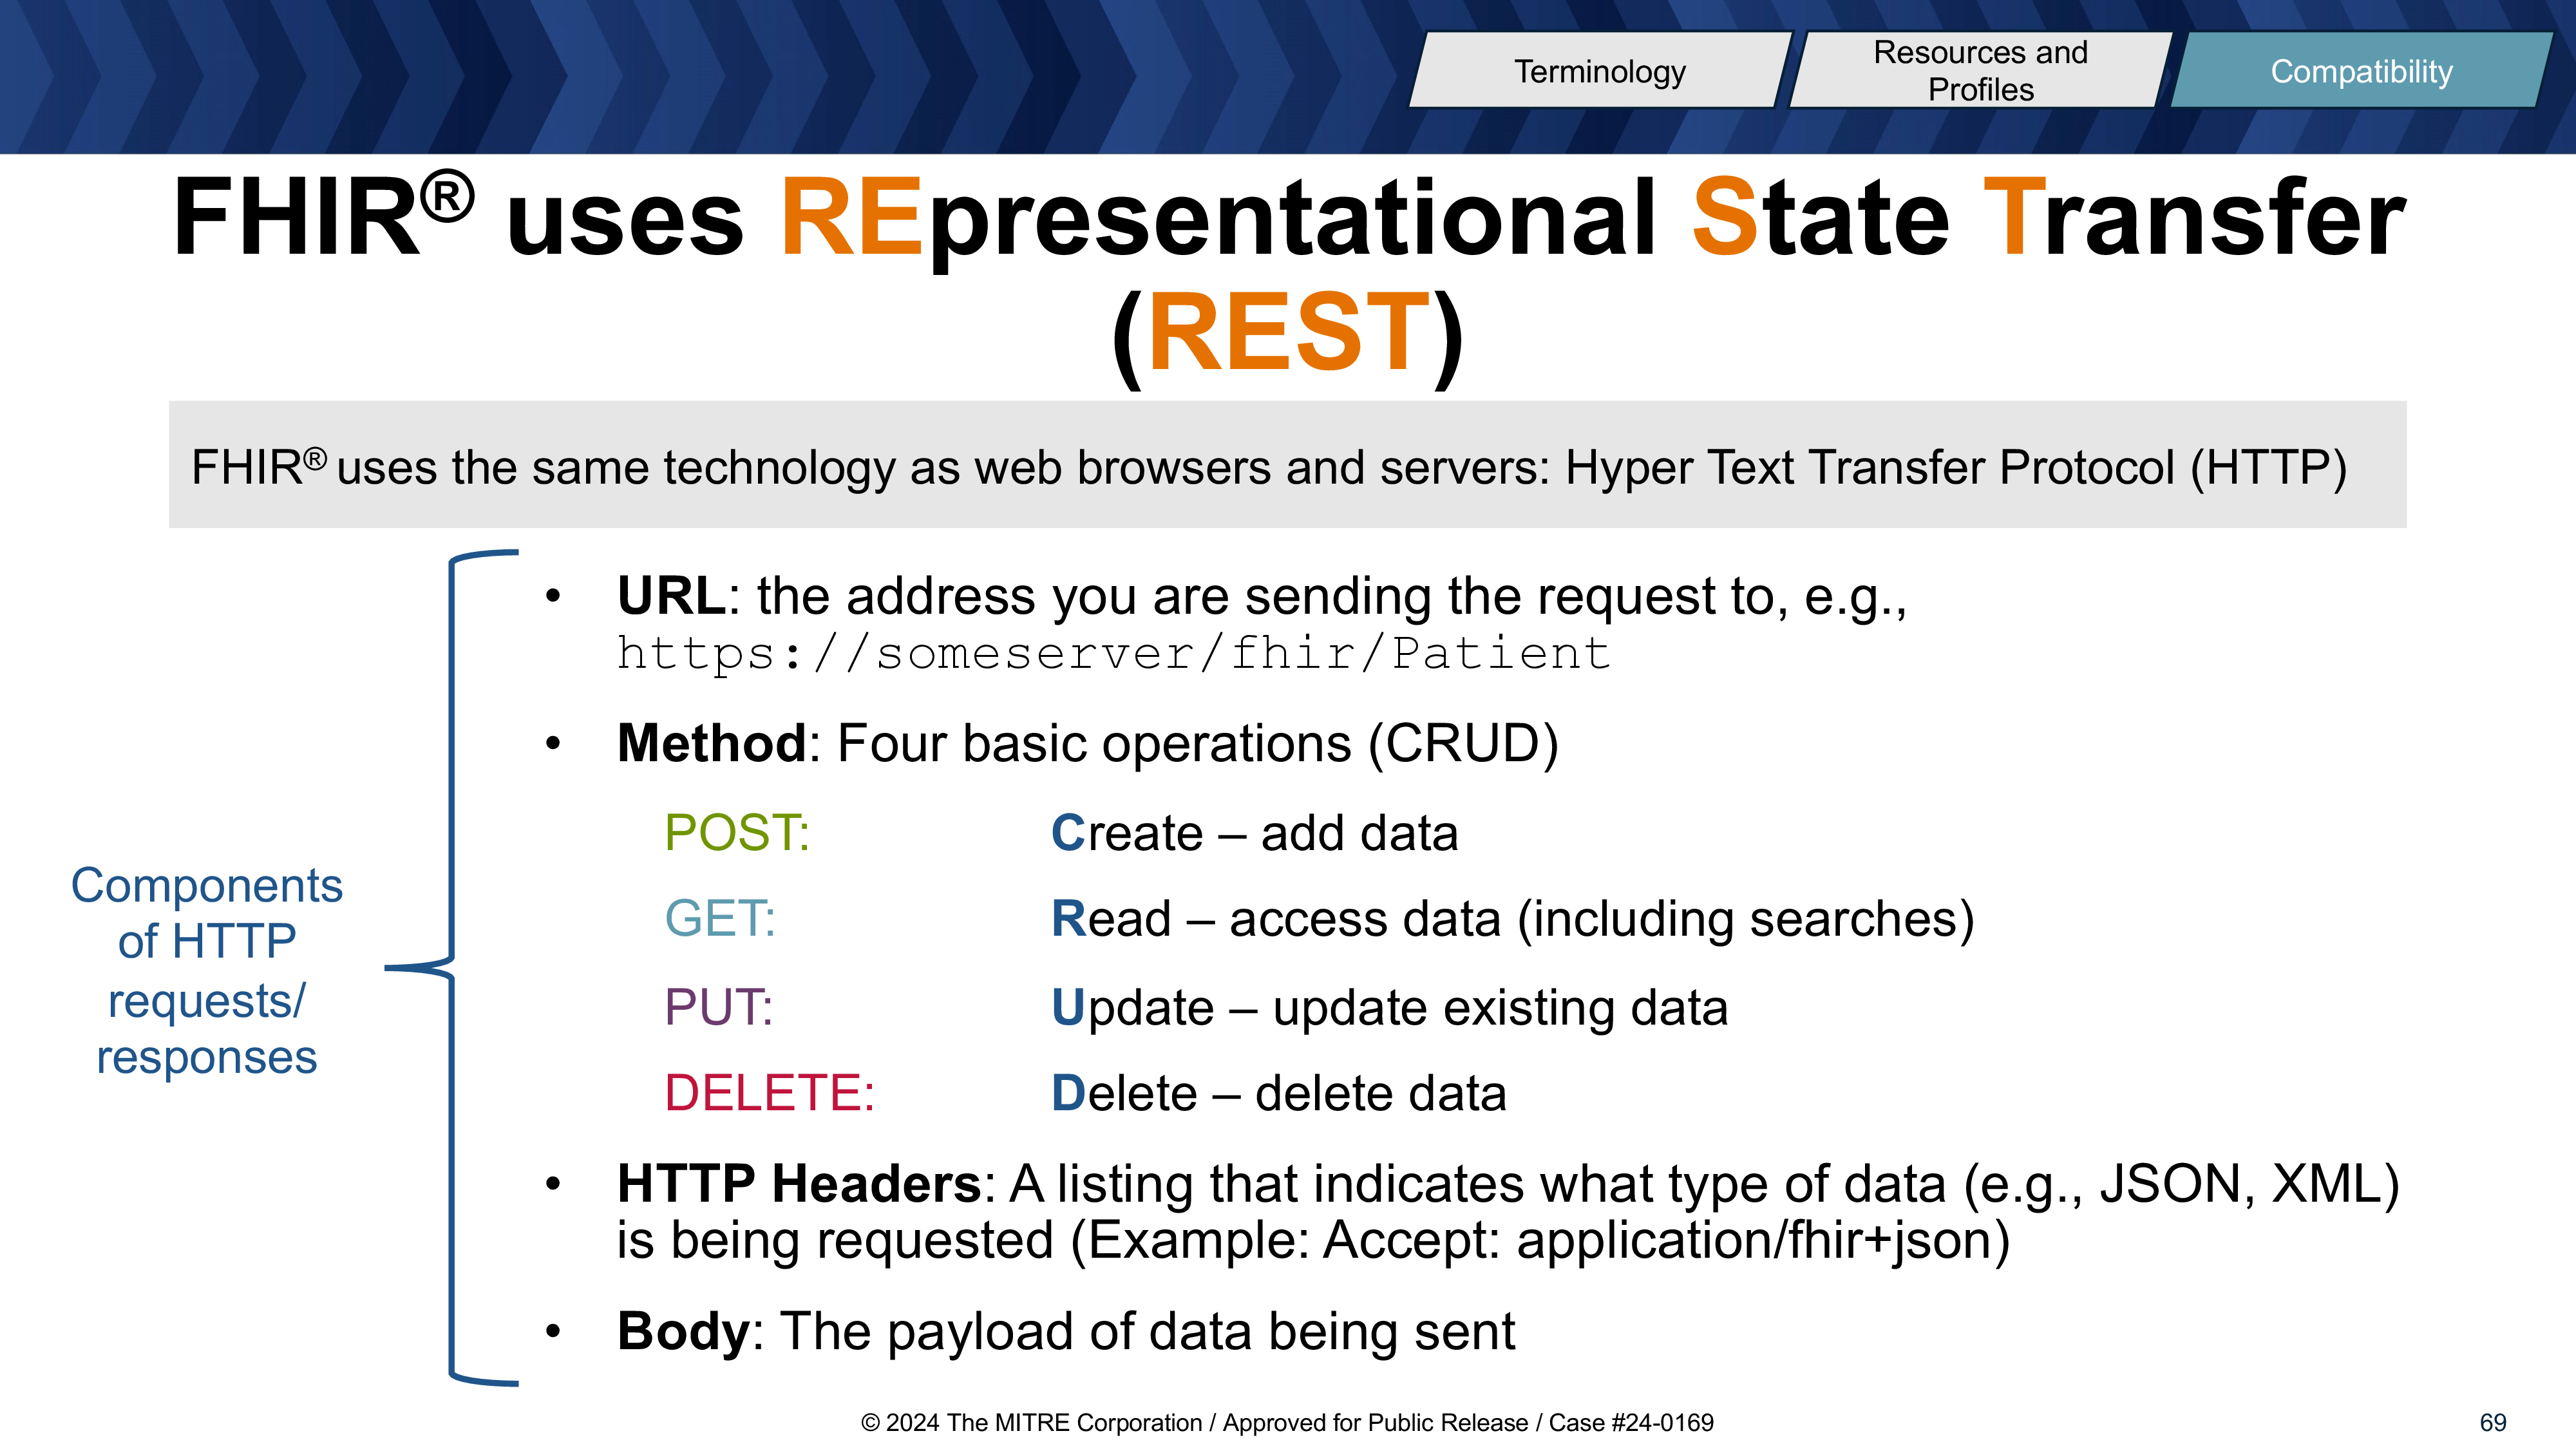 Terminology
Resources and
Profiles
Compatibility
FHIR® uses REpresentational State Transfer
(REST)
FHIR® uses the same technology as web browsers and servers: Hyper Text Transfer Protocol (HTTP)
Components
of HTTP
requests/
responses
• URL: the address you are sending the request to, e.g.,
https://someserver/fhir/Patient
• Method: Four basic operations (CRUD)
POST: Create – add data
GET: Read – access data (including searches)
PUT: Update – update existing data
DELETE: Delete – delete data
• HTTP Headers: A listing that indicates what type of data (e.g., JSON, XML)
is being requested (Example: Accept: application/fhir+json)
• Body: The payload of data being sent
© 2024 The MITRE Corporation / Approved for Public Release / Case #24-0169
69